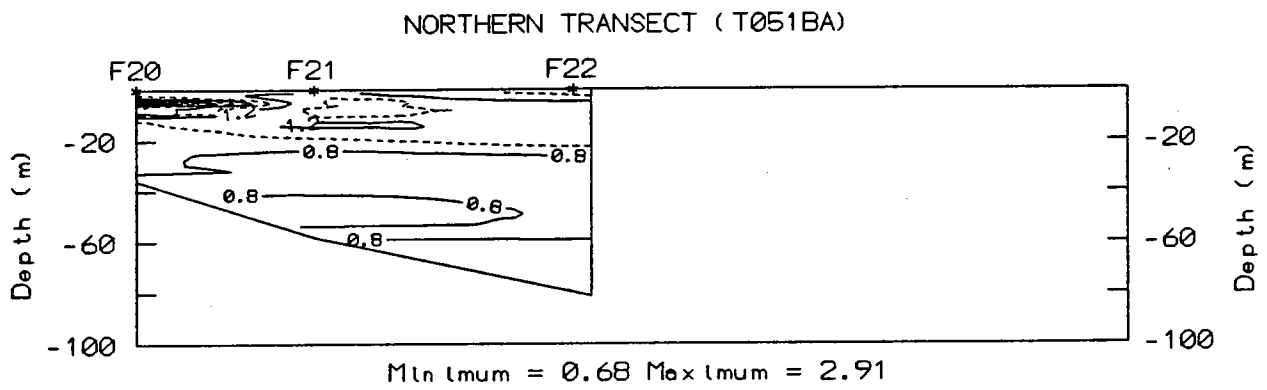 NORTHERN TRANSECT (T051BA)
F20 F21 F22
1.2
1.2
-20 -20
0.8 0.8
0.8 0.8
-60 0.8 -60
-100 -100
Depth (m) Depth (m)
Minimum = 0.68 Maximum = 2.91